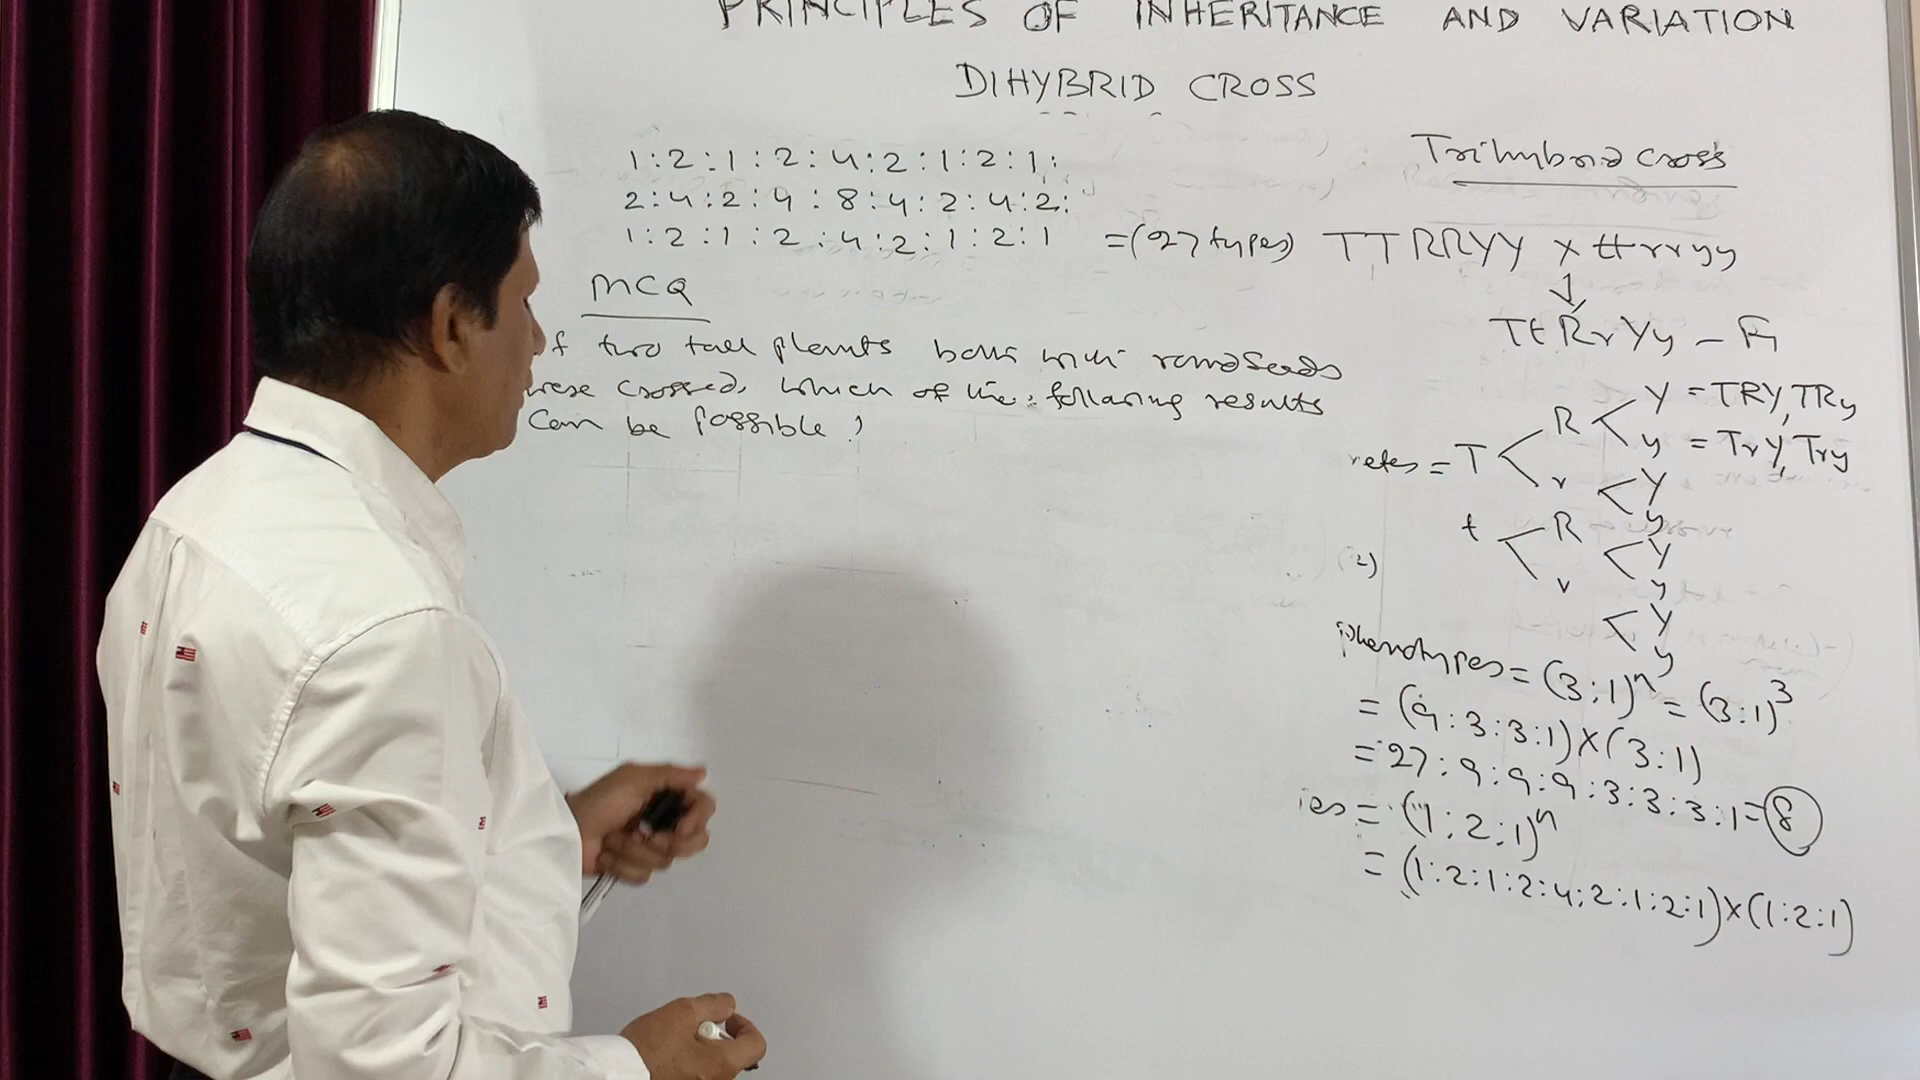 PRINCIPLES OF INHERITANCE AND VARIATION
DIHYBRID CROSS
1:2:1:2:4:2:1:2:1:
2:4:2:4:8:4:2:4:2:
1:2:1:2:4:2:1:2:1 =(27 types)
MCQ
If two tall plants both with round seeds
were crossed, which of the following results
can be possible?
Trihybrid cross
TTRRYY x ttrryy
TtRrYy - F1
T R Y = TRY, TRy
y = TrY, Try
r Y
y
t R Y
y
r Y
y
phenotypes = (3:1)ⁿ = (3:1)³
= (9:3:3:1)x(3:1)
= 27:9:9:9:3:3:3:1=8
= (1:2:1)ⁿ
= (1:2:1:2:4:2:1:2:1)x(1:2:1)